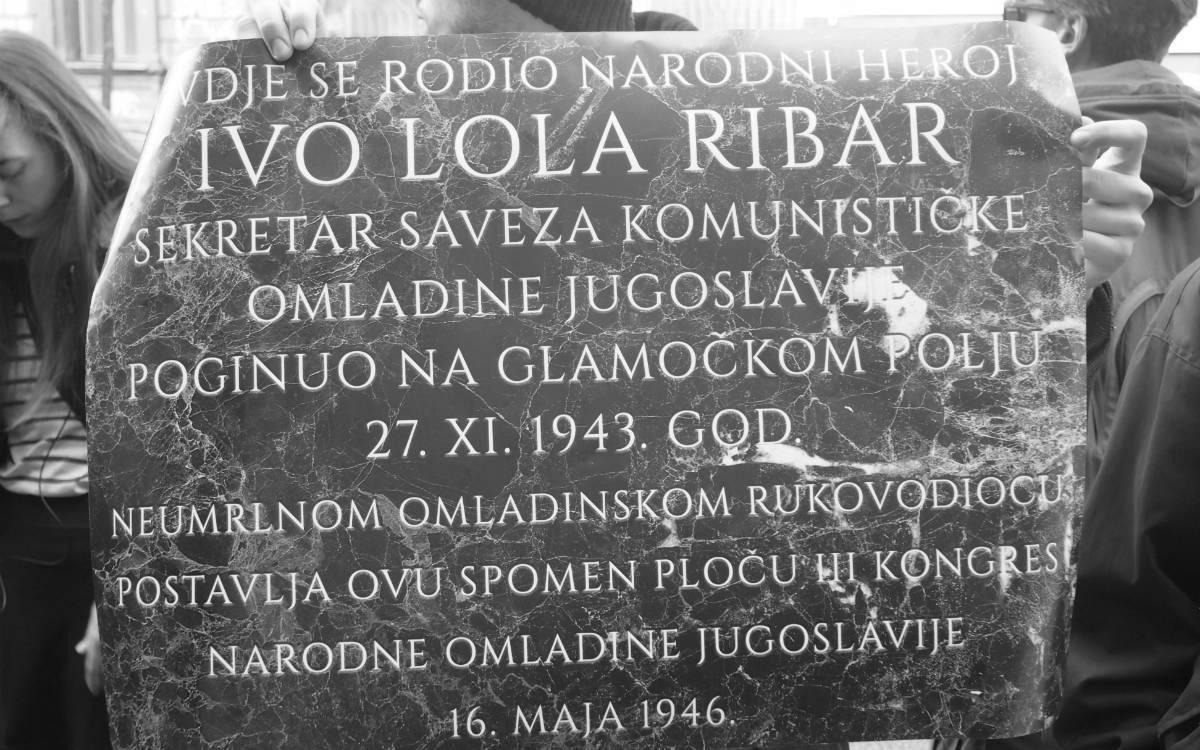 VDJE SE RODIO NARODNI HEROJ
IVO LOLA RIBAR
SEKRETAR SAVEZA KOMUNISTIČKE
OMLADINE JUGOSLAVIJE
POGINUO NA GLAMOČKOM POLJU
27. XI. 1943. GOD.
NEUMRLNOM OMLADINSKOM RUKOVODIOCU
POSTAVLJA OVU SPOMEN PLOČU III KONGRES
NARODNE OMLADINE JUGOSLAVIJE
16. MAJA 1946.